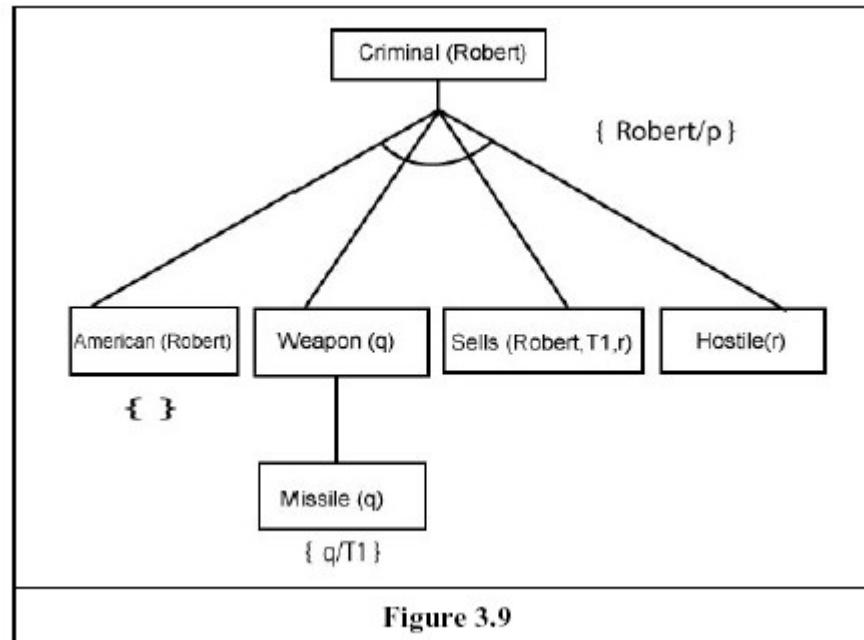 Criminal (Robert)
{ Robert/p }
American (Robert)
Weapon (q)
Sells (Robert,T1,r)
Hostile(r)
{ }
Missile (q)
{ q/T1 }
Figure 3.9